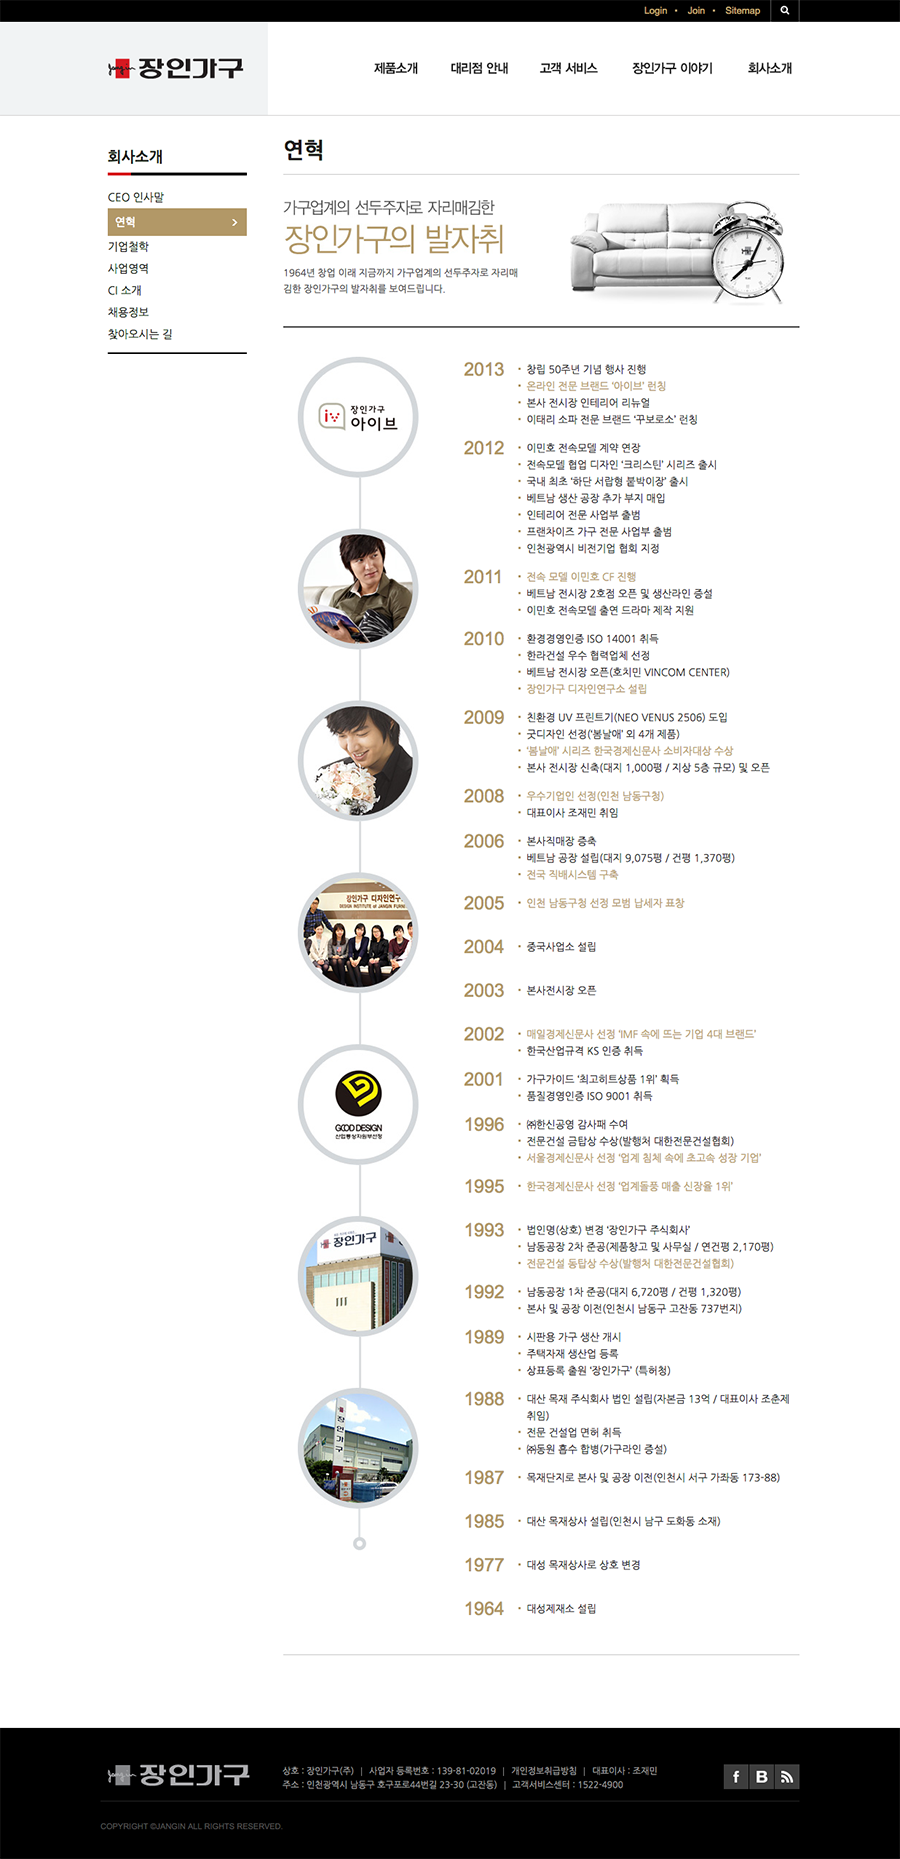 Login • Join • Sitemap
jangin 장인가구
제품소개 대리점 안내 고객 서비스 장인가구 이야기 회사소개
회사소개
CEO 인사말
연혁
기업철학
사업영역
CI 소개
채용정보
찾아오시는 길
연혁
가구업계의 선두주자로 자리매김한
장인가구의 발자취
1964년 창업 이래 지금까지 가구업계의 선두주자로 자리매
김한 장인가구의 발자취를 보여드립니다.
장인가구
아이브
장인가구 디자인연구
DESIGN INSTITUTE of JANGIN FURNI
GOOD DESIGN
산업통상자원부선정
장인가구
장인가구
2013 • 창립 50주년 기념 행사 진행
• 온라인 전문 브랜드 '아이브' 런칭
• 본사 전시장 인테리어 리뉴얼
• 이태리 소파 전문 브랜드 '꾸보로소' 런칭
2012 • 이민호 전속모델 계약 연장
• 전속모델 협업 디자인 '크리스틴' 시리즈 출시
• 국내 최초 '하단 서랍형 붙박이장' 출시
• 베트남 생산 공장 추가 부지 매입
• 인테리어 전문 사업부 출범
• 프랜차이즈 가구 전문 사업부 출범
• 인천광역시 비전기업 협회 지정
2011 • 전속 모델 이민호 CF 진행
• 베트남 전시장 2호점 오픈 및 생산라인 증설
• 이민호 전속모델 출연 드라마 제작 지원
2010 • 환경경영인증 ISO 14001 취득
• 한라건설 우수 협력업체 선정
• 베트남 전시장 오픈(호치민 VINCOM CENTER)
• 장인가구 디자인연구소 설립
2009 • 친환경 UV 프린트기(NEO VENUS 2506) 도입
• 굿디자인 선정('봄날애' 외 4개 제품)
• '봄날애' 시리즈 한국경제신문사 소비자대상 수상
• 본사 전시장 신축(대지 1,000평 / 지상 5층 규모) 및 오픈
2008 • 우수기업인 선정(인천 남동구청)
• 대표이사 조재민 취임
2006 • 본사직매장 증축
• 베트남 공장 설립(대지 9,075평 / 건평 1,370평)
• 전국 직배시스템 구축
2005 • 인천 남동구청 선정 모범 납세자 표창
2004 • 중국사업소 설립
2003 • 본사전시장 오픈
2002 • 매일경제신문사 선정 'IMF 속에 뜨는 기업 4대 브랜드'
• 한국산업규격 KS 인증 취득
2001 • 가구가이드 '최고히트상품 1위' 획득
• 품질경영인증 ISO 9001 취득
1996 • ㈜한신공영 감사패 수여
• 전문건설 금탑상 수상(발행처 대한전문건설협회)
• 서울경제신문사 선정 '업계 침체 속에 초고속 성장 기업'
1995 • 한국경제신문사 선정 '업계돌풍 매출 신장율 1위'
1993 • 법인명(상호) 변경 '장인가구 주식회사'
• 남동공장 2차 준공(제품창고 및 사무실 / 연건평 2,170평)
• 전문건설 동탑상 수상(발행처 대한전문건설협회)
1992 • 남동공장 1차 준공(대지 6,720평 / 건평 1,320평)
• 본사 및 공장 이전(인천시 남동구 고잔동 737번지)
1989 • 시판용 가구 생산 개시
• 주택자재 생산업 등록
• 상표등록 출원 '장인가구' (특허청)
1988 • 대산 목재 주식회사 법인 설립(자본금 13억 / 대표이사 조춘제
취임)
• 전문 건설업 면허 취득
• ㈜동원 흡수 합병(가구라인 증설)
1987 • 목재단지로 본사 및 공장 이전(인천시 서구 가좌동 173-88)
1985 • 대산 목재상사 설립(인천시 남구 도화동 소재)
1977 • 대성 목재상사로 상호 변경
1964 • 대성제재소 설립
jangin 장인가구
상호 : 장인가구(주) | 사업자 등록번호 : 139-81-02019 | 개인정보취급방침 | 대표이사 : 조재민
주소 : 인천광역시 남동구 호구포로44번길 23-30 (고잔동) | 고객서비스센터 : 1522-4900
f B
COPYRIGHT ©JANGIN ALL RIGHTS RESERVED.